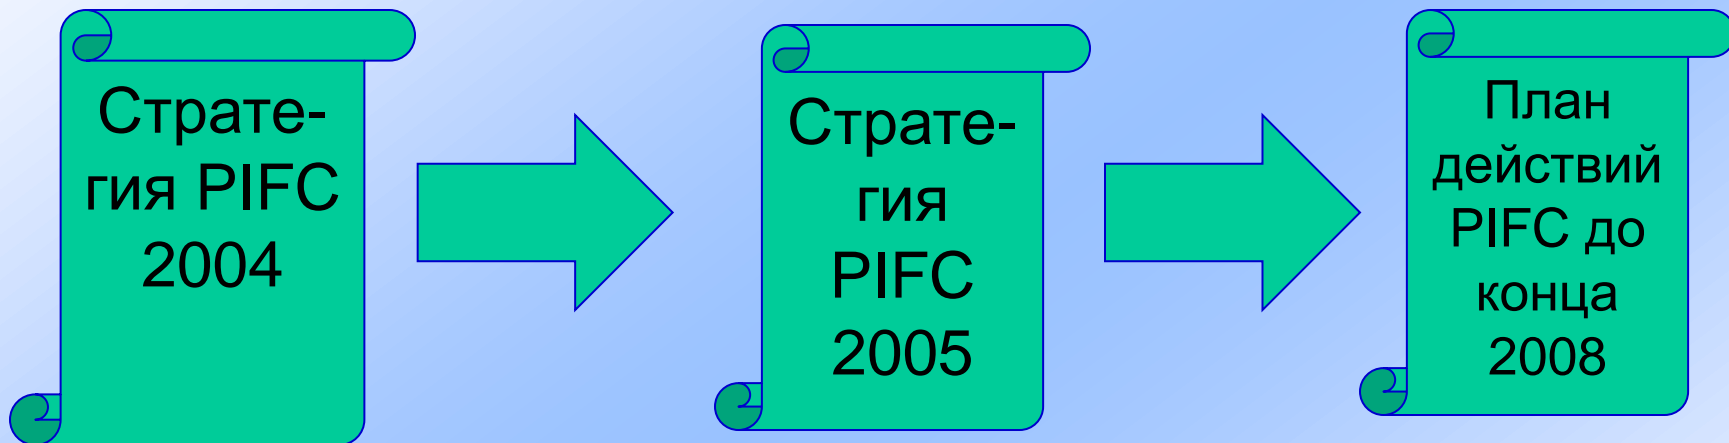 Страте-
гия PIFC
2004
Страте-
гия
PIFC
2005
План
действий
PIFC до
конца
2008